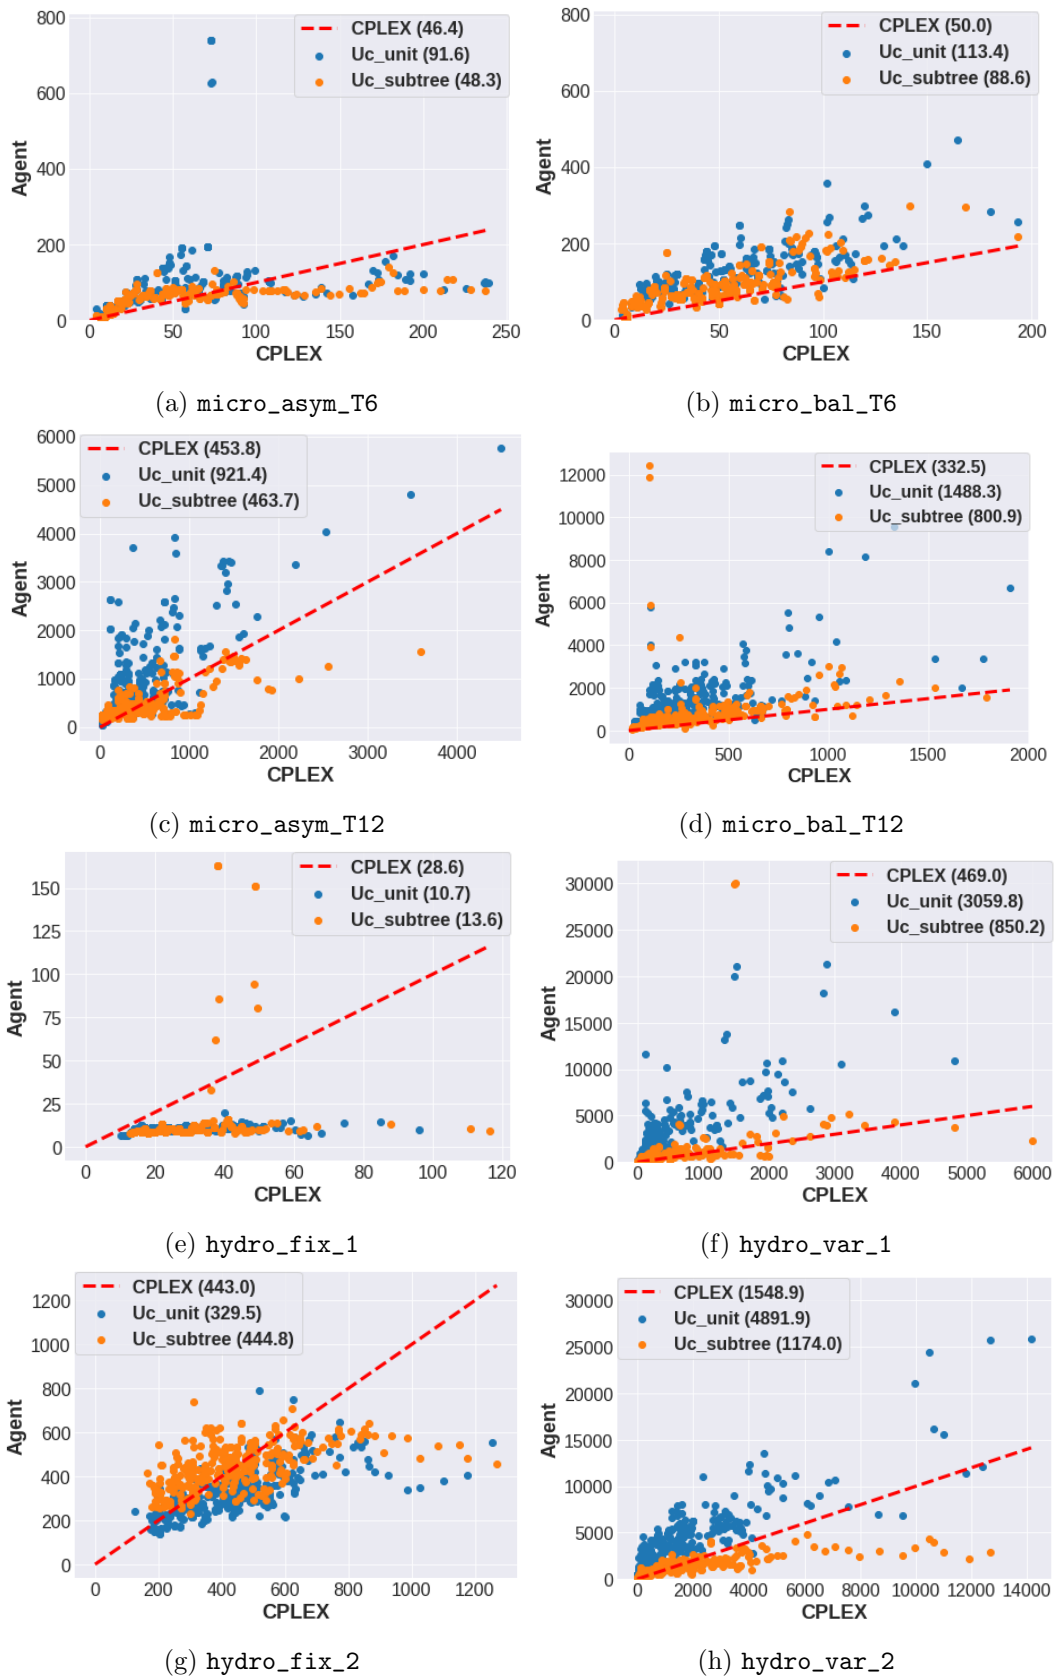 800
600
400
200
0
Agent
0 50 100 150 200 250
CPLEX
CPLEX (46.4)
Uc_unit (91.6)
Uc_subtree (48.3)
(a) micro_asym_T6
800
600
400
200
0
Agent
0 50 100 150 200
CPLEX
CPLEX (50.0)
Uc_unit (113.4)
Uc_subtree (88.6)
(b) micro_bal_T6
6000
5000
4000
3000
2000
1000
0
Agent
0 1000 2000 3000 4000
CPLEX
CPLEX (453.8)
Uc_unit (921.4)
Uc_subtree (463.7)
(c) micro_asym_T12
12000
10000
8000
6000
4000
2000
0
Agent
0 500 1000 1500 2000
CPLEX
CPLEX (332.5)
Uc_unit (1488.3)
Uc_subtree (800.9)
(d) micro_bal_T12
150
125
100
75
50
25
0
Agent
0 20 40 60 80 100 120
CPLEX
CPLEX (28.6)
Uc_unit (10.7)
Uc_subtree (13.6)
(e) hydro_fix_1
30000
25000
20000
15000
10000
5000
0
Agent
0 1000 2000 3000 4000 5000 6000
CPLEX
CPLEX (469.0)
Uc_unit (3059.8)
Uc_subtree (850.2)
(f) hydro_var_1
1200
1000
800
600
400
200
0
Agent
0 200 400 600 800 1000 1200
CPLEX
CPLEX (443.0)
Uc_unit (329.5)
Uc_subtree (444.8)
(g) hydro_fix_2
30000
25000
20000
15000
10000
5000
0
Agent
0 2000 4000 6000 8000 10000 12000 14000
CPLEX
CPLEX (1548.9)
Uc_unit (4891.9)
Uc_subtree (1174.0)
(h) hydro_var_2